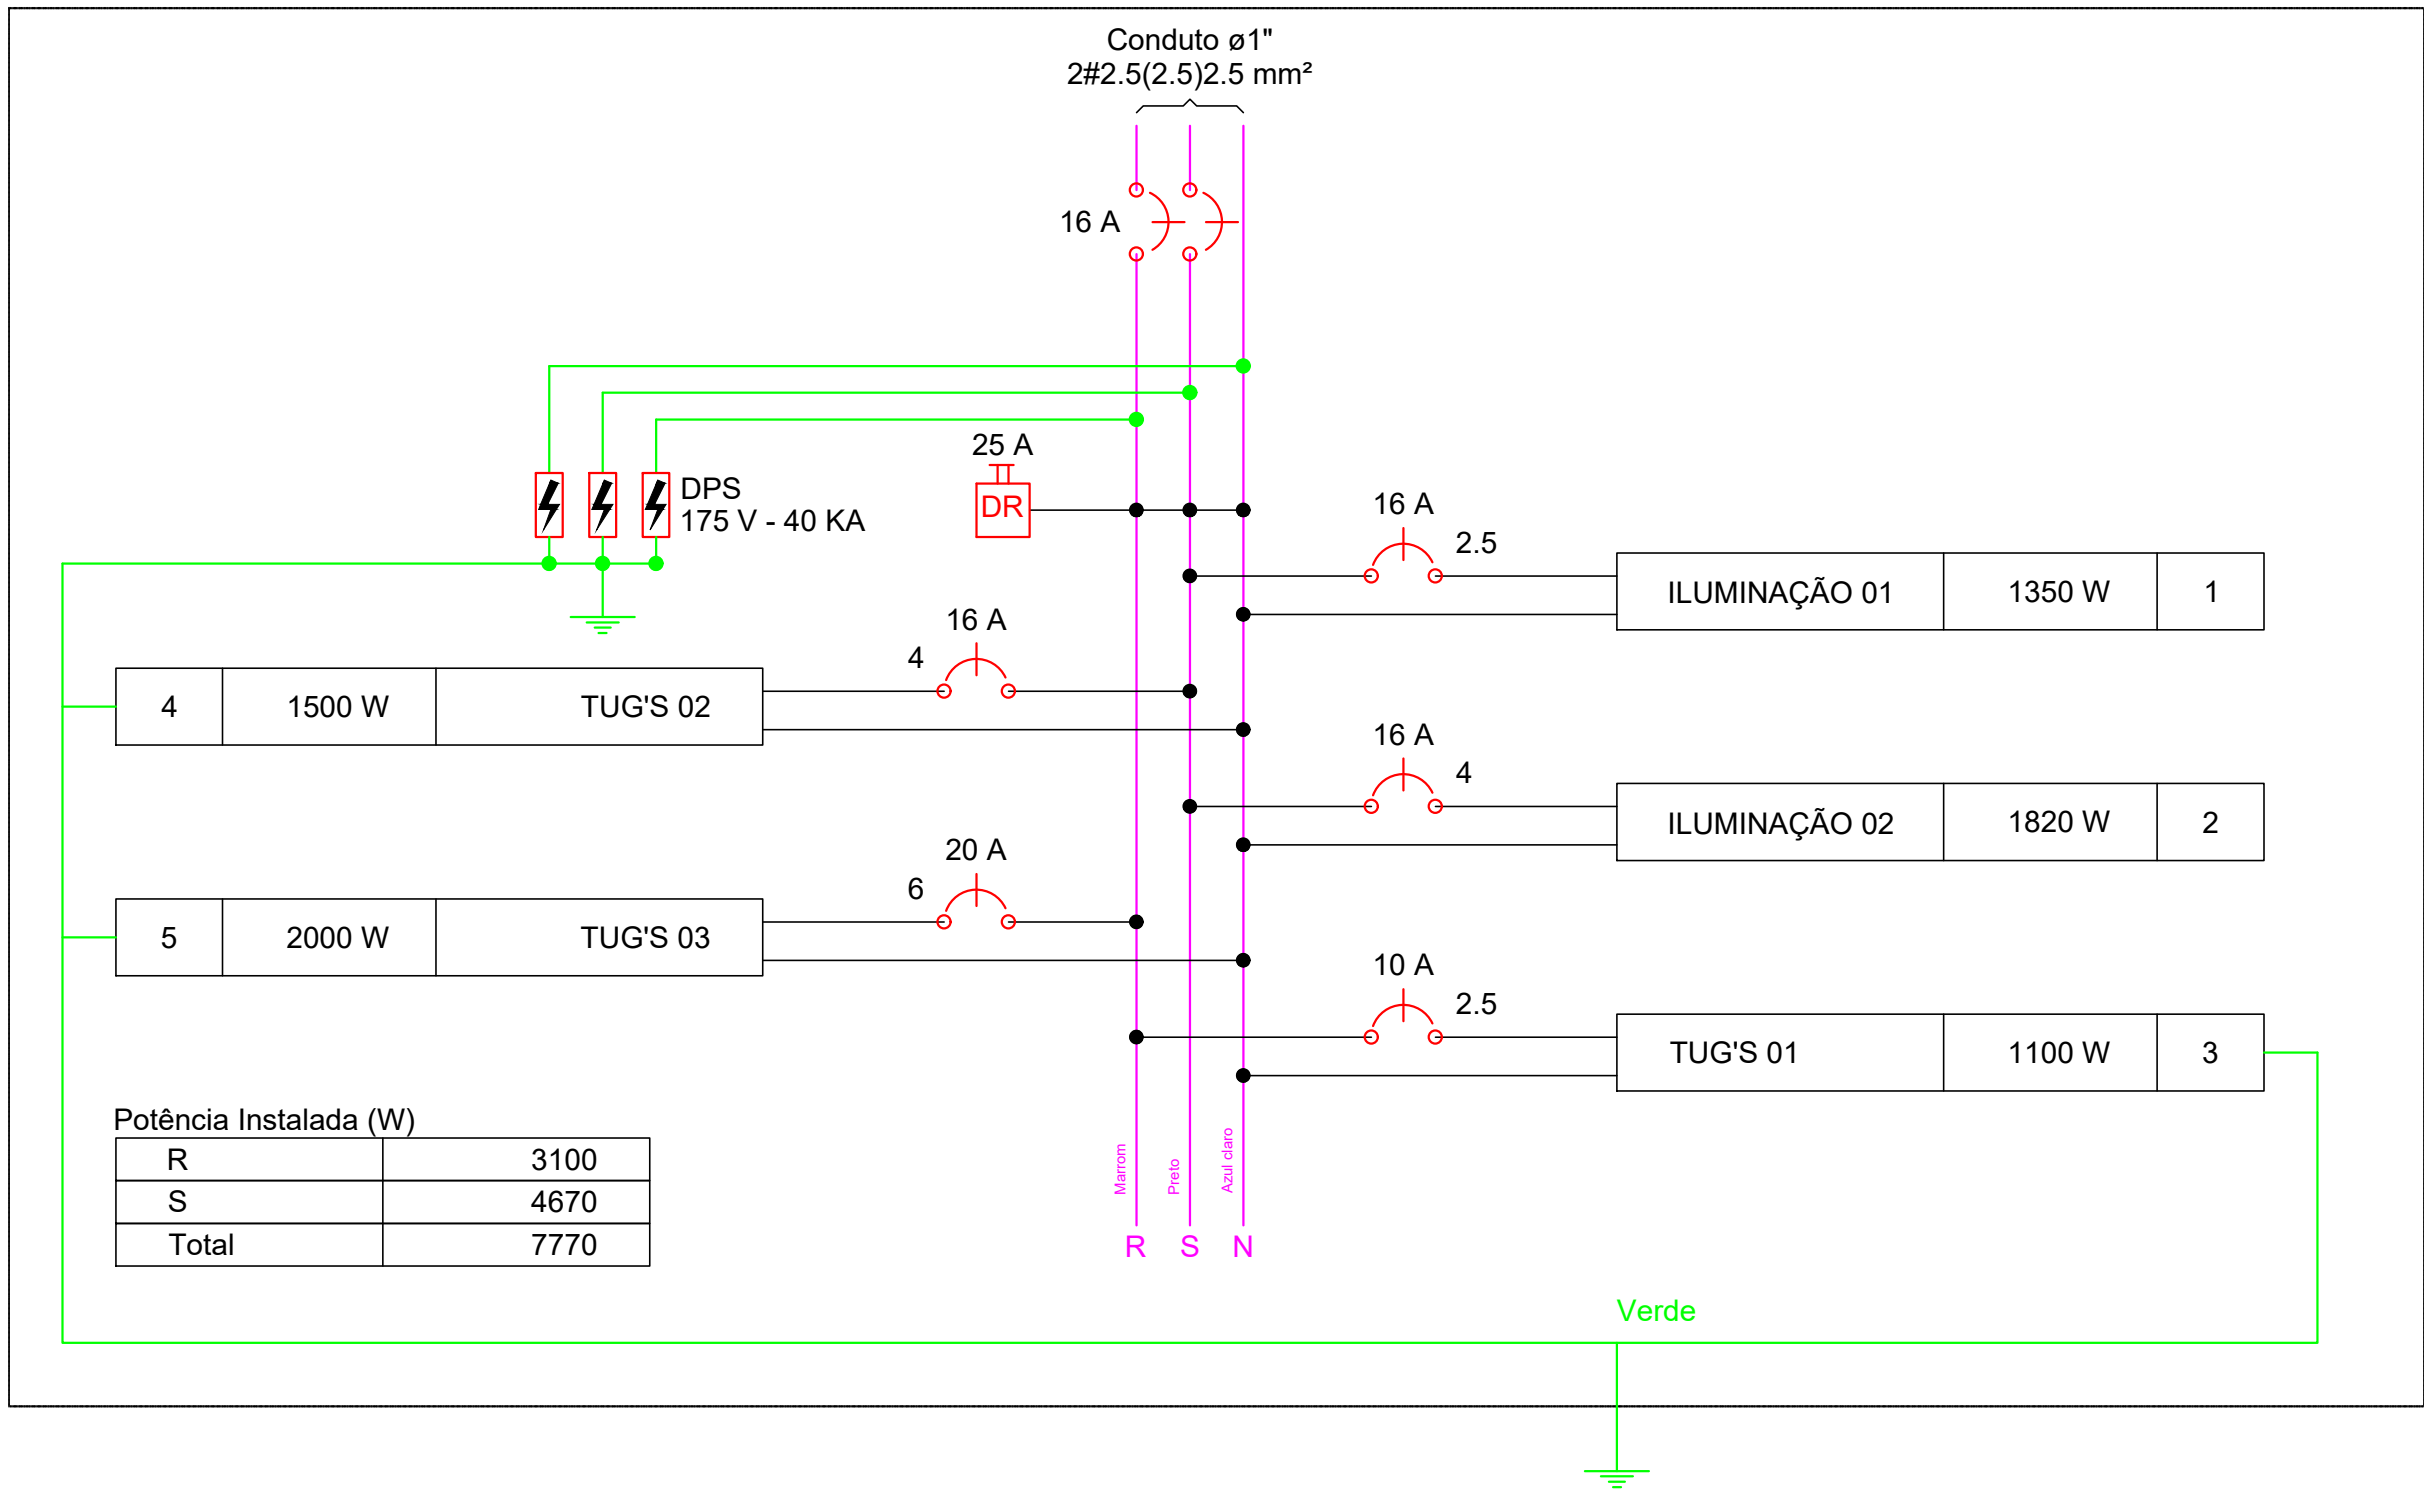 Conduto ø1"
2#2.5(2.5)2.5 mm²
16 A
25 A
DR
DPS
175 V - 40 KA
16 A
2.5
ILUMINAÇÃO 01 1350 W 1
16 A
4
4 1500 W TUG'S 02
16 A
4
ILUMINAÇÃO 02 1820 W 2
20 A
6
5 2000 W TUG'S 03
10 A
2.5
TUG'S 01 1100 W 3
Potência Instalada (W)
R 3100
S 4670
Total 7770
Marrom
Preto
Azul claro
R S N
Verde